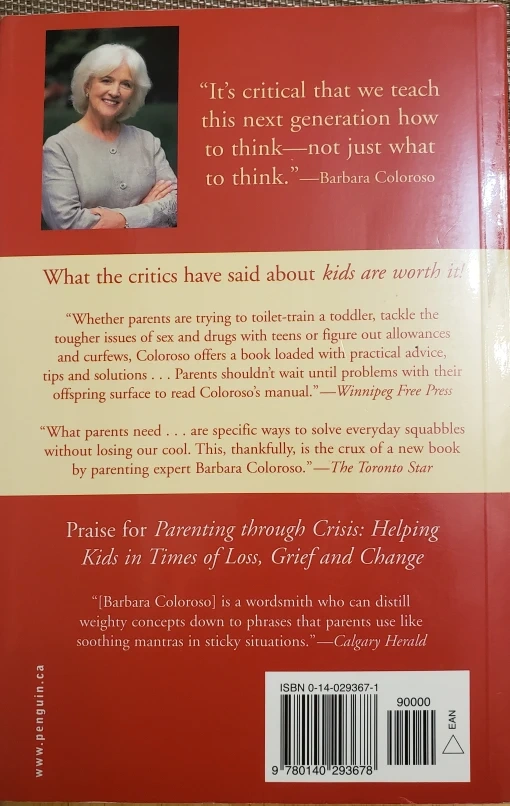 “It’s critical that we teach
this next generation how
to think—not just what
to think.”—Barbara Coloroso
What the critics have said about kids are worth it!
“Whether parents are trying to toilet-train a toddler, tackle the
tougher issues of sex and drugs with teens or figure out allowances
and curfews, Coloroso offers a book loaded with practical advice,
tips and solutions . . . Parents shouldn’t wait until problems with their
offspring surface to read Coloroso’s manual.”—Winnipeg Free Press
“What parents need . . . are specific ways to solve everyday squabbles
without losing our cool. This, thankfully, is the crux of a new book
by parenting expert Barbara Coloroso.”—The Toronto Star
Praise for Parenting through Crisis: Helping
Kids in Times of Loss, Grief and Change
“[Barbara Coloroso] is a wordsmith who can distill
weighty concepts down to phrases that parents use like
soothing mantras in sticky situations.”—Calgary Herald
www.penguin.ca
ISBN 0-14-029367-1
90000
EAN
9 780140 293678